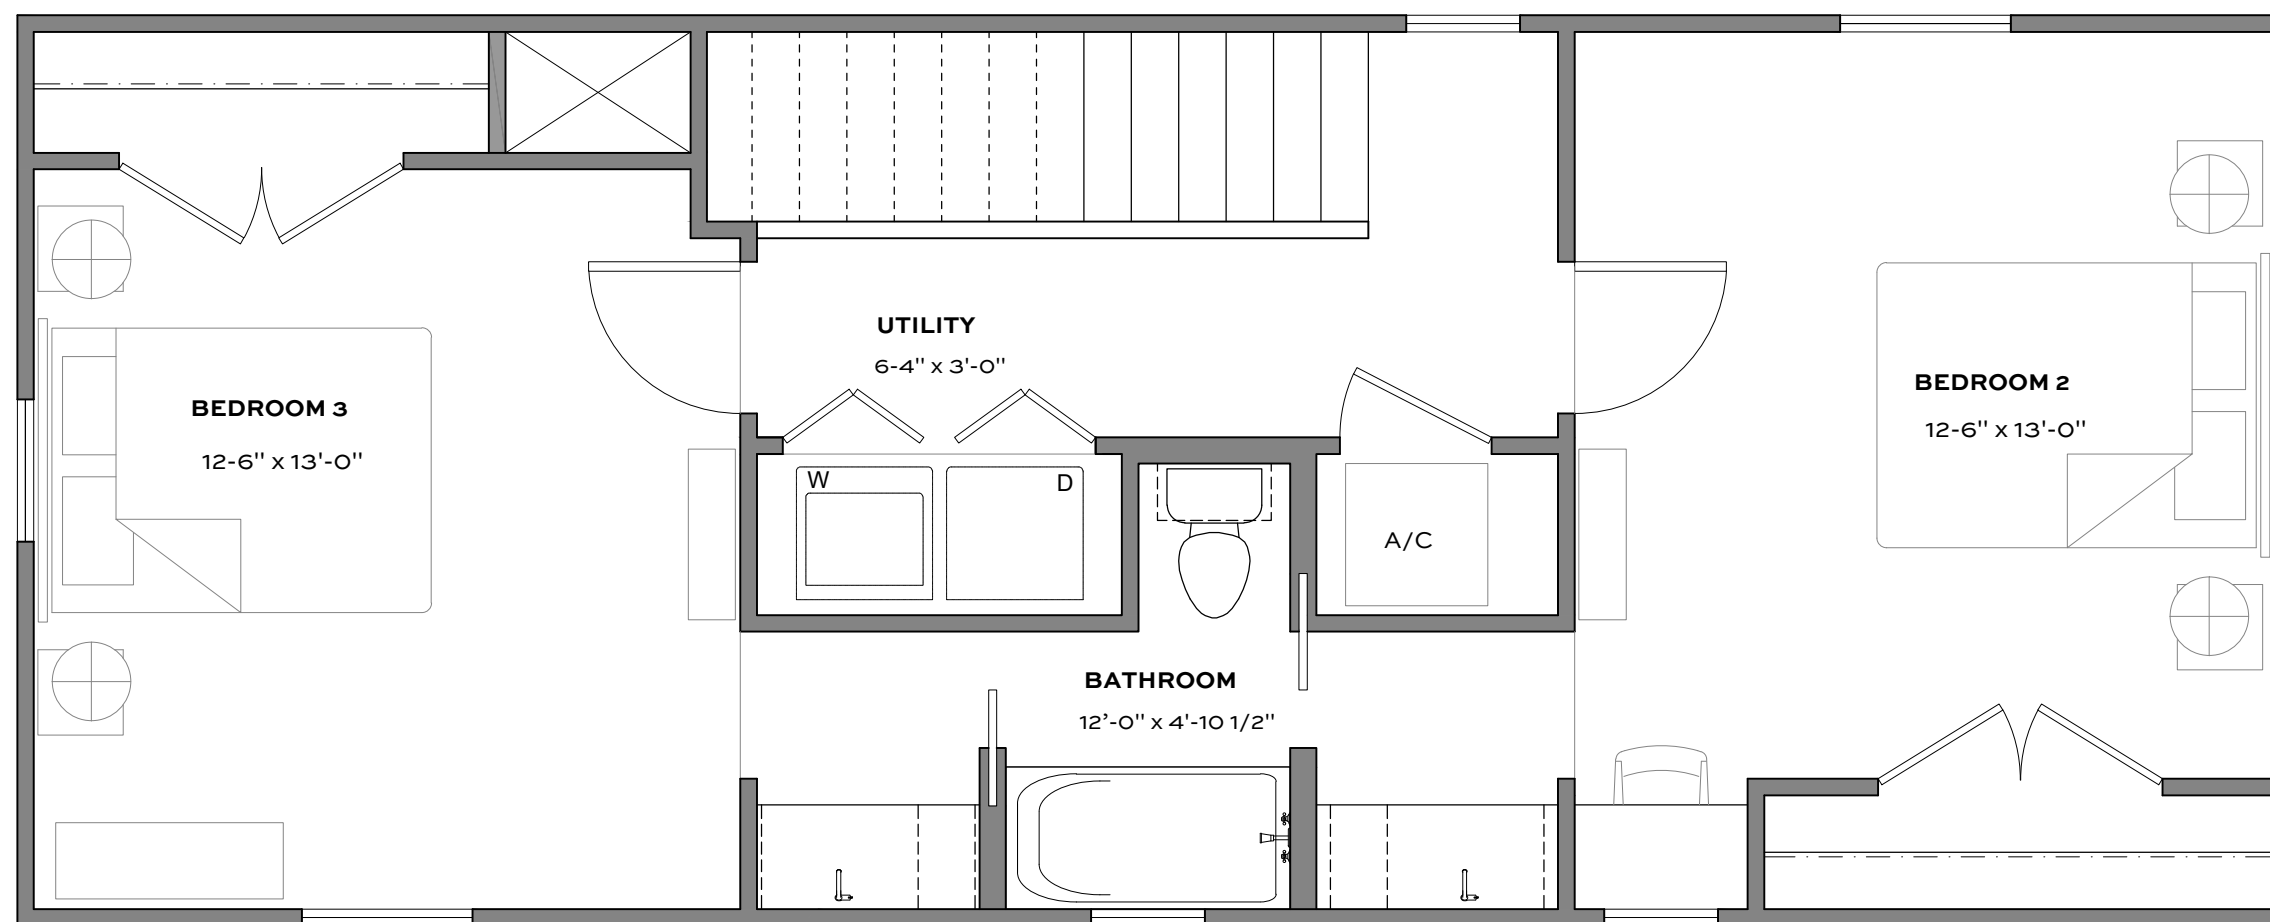 UTILITY
6-4" x 3'-0"
BEDROOM 3
12-6" x 13'-0"
BEDROOM 2
12-6" x 13'-0"
W
D
A/C
BATHROOM
12’-0" x 4'-10 1/2"